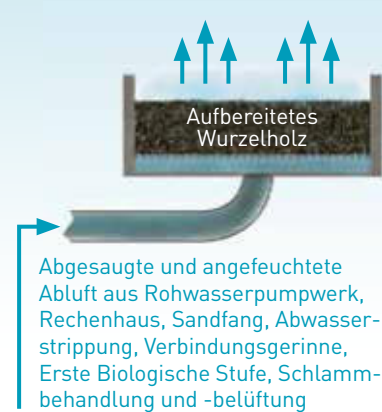 Aufbereitetes
Wurzelholz
Abgesaugte und angefeuchtete
Abluft aus Rohwasserpumpwerk,
Rechenhaus, Sandfang, Abwasser-
strippung, Verbindungsgerinne,
Erste Biologische Stufe, Schlamm-
behandlung und -belüftung